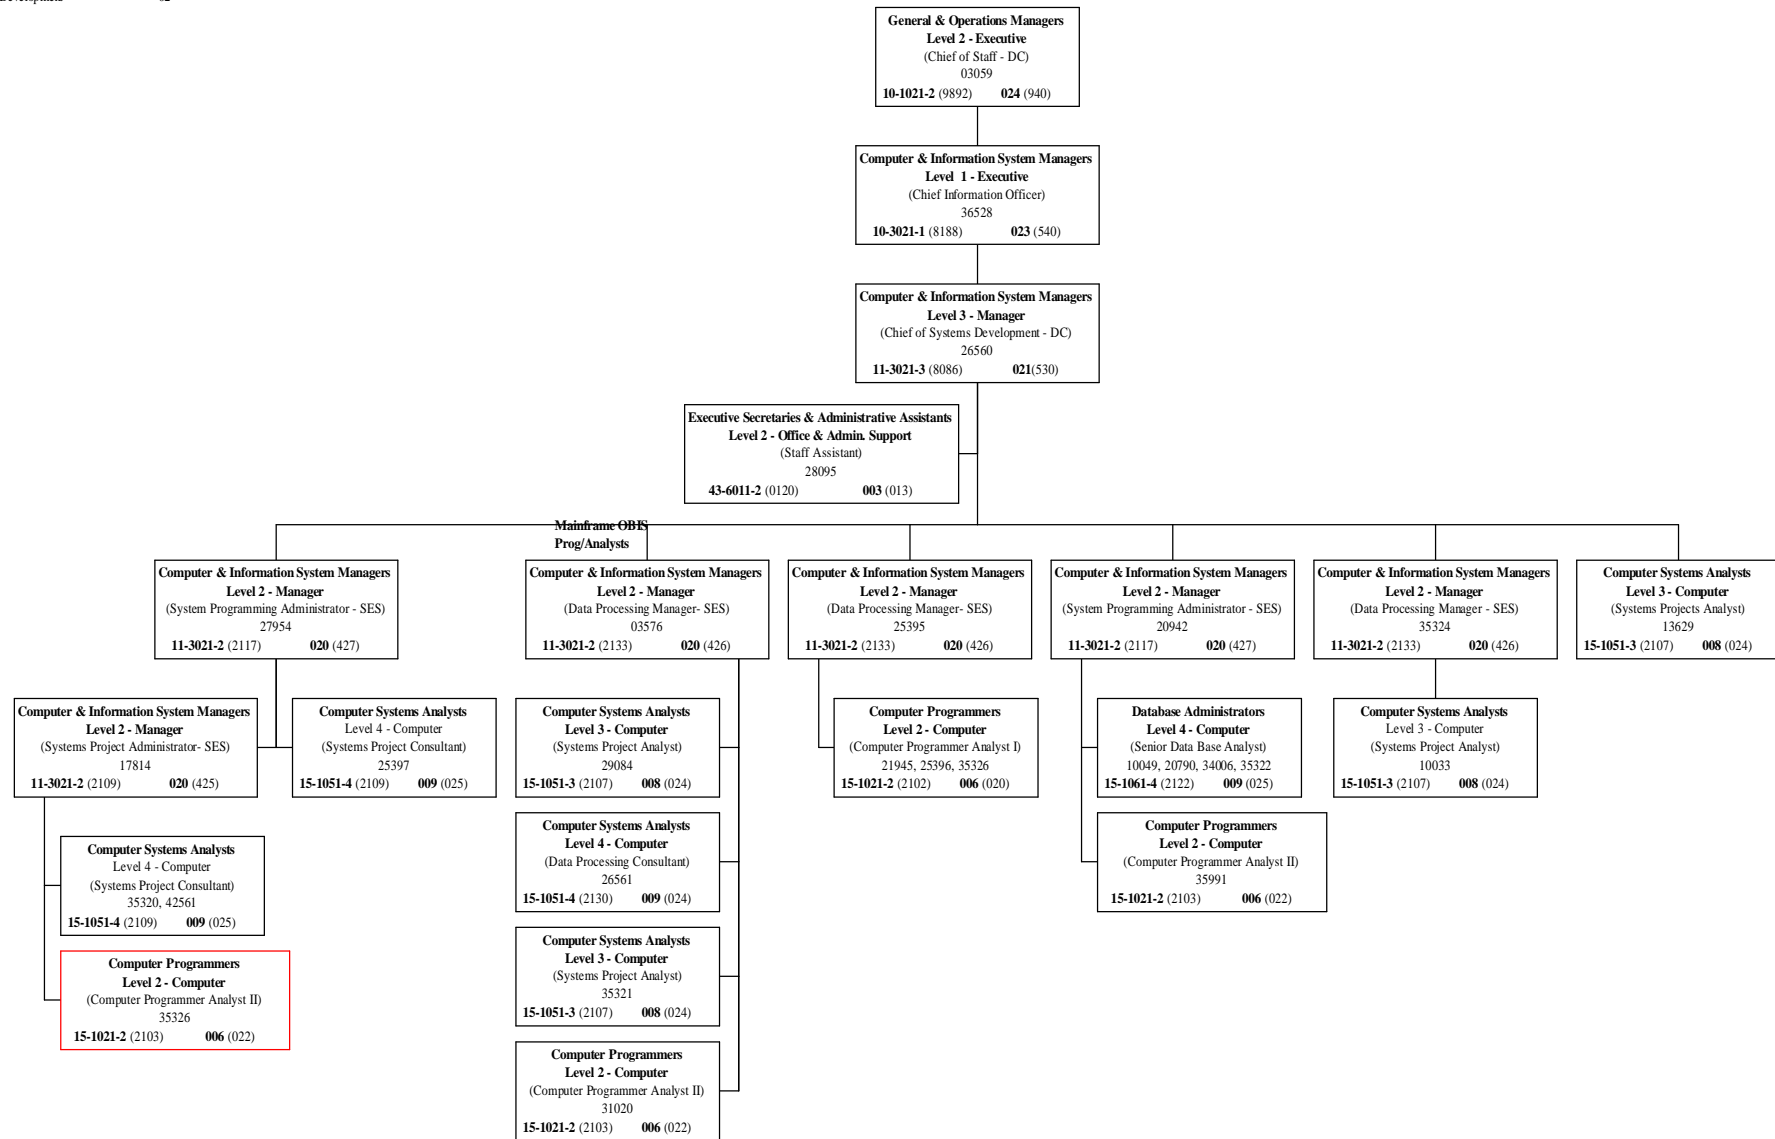 General & Operations Managers
Level 2 - Executive
(Chief of Staff - DC)
03059
10-1021-2 (9892) 024 (940)
Computer & Information System Managers
Level 1 - Executive
(Chief Information Officer)
36528
10-3021-1 (8188) 023 (540)
Computer & Information System Managers
Level 3 - Manager
(Chief of Systems Development - DC)
26560
11-3021-3 (8086) 021(530)
Executive Secretaries & Administrative Assistants
Level 2 - Office & Admin. Support
(Staff Assistant)
28095
43-6011-2 (0120) 003 (013)
Mainframe OBIS
Prog/Analysts
Computer & Information System Managers
Level 2 - Manager
(System Programming Administrator - SES)
27954
11-3021-2 (2117) 020 (427)
Computer & Information System Managers
Level 2 - Manager
(Data Processing Manager- SES)
03576
11-3021-2 (2133) 020 (426)
Computer & Information System Managers
Level 2 - Manager
(Data Processing Manager- SES)
25395
11-3021-2 (2133) 020 (426)
Computer & Information System Managers
Level 2 - Manager
(System Programming Administrator - SES)
20942
11-3021-2 (2117) 020 (427)
Computer & Information System Managers
Level 2 - Manager
(Data Processing Manager - SES)
35324
11-3021-2 (2133) 020 (426)
Computer Systems Analysts
Level 3 - Computer
(Systems Projects Analyst)
13629
15-1051-3 (2107) 008 (024)
Computer & Information System Managers
Level 2 - Manager
(Systems Project Administrator- SES)
17814
11-3021-2 (2109) 020 (425)
Computer Systems Analysts
Level 4 - Computer
(Systems Project Consultant)
25397
15-1051-4 (2109) 009 (025)
Computer Systems Analysts
Level 3 - Computer
(Systems Project Analyst)
29084
15-1051-3 (2107) 008 (024)
Computer Programmers
Level 2 - Computer
(Computer Programmer Analyst I)
21945, 25396, 35326
15-1021-2 (2102) 006 (020)
Database Administrators
Level 4 - Computer
(Senior Data Base Analyst)
10049, 20790, 34006, 35322
15-1061-4 (2122) 009 (025)
Computer Systems Analysts
Level 3 - Computer
(Systems Project Analyst)
10033
15-1051-3 (2107) 008 (024)
Computer Systems Analysts
Level 4 - Computer
(Systems Project Consultant)
35320, 42561
15-1051-4 (2109) 009 (025)
Computer Systems Analysts
Level 4 - Computer
(Data Processing Consultant)
26561
15-1051-4 (2130) 009 (024)
Computer Programmers
Level 2 - Computer
(Computer Programmer Analyst II)
35991
15-1021-2 (2103) 006 (022)
Computer Programmers
Level 2 - Computer
(Computer Programmer Analyst II)
35326
15-1021-2 (2103) 006 (022)
Computer Systems Analysts
Level 3 - Computer
(Systems Project Analyst)
35321
15-1051-3 (2107) 008 (024)
Computer Programmers
Level 2 - Computer
(Computer Programmer Analyst II)
31020
15-1021-2 (2103) 006 (022)